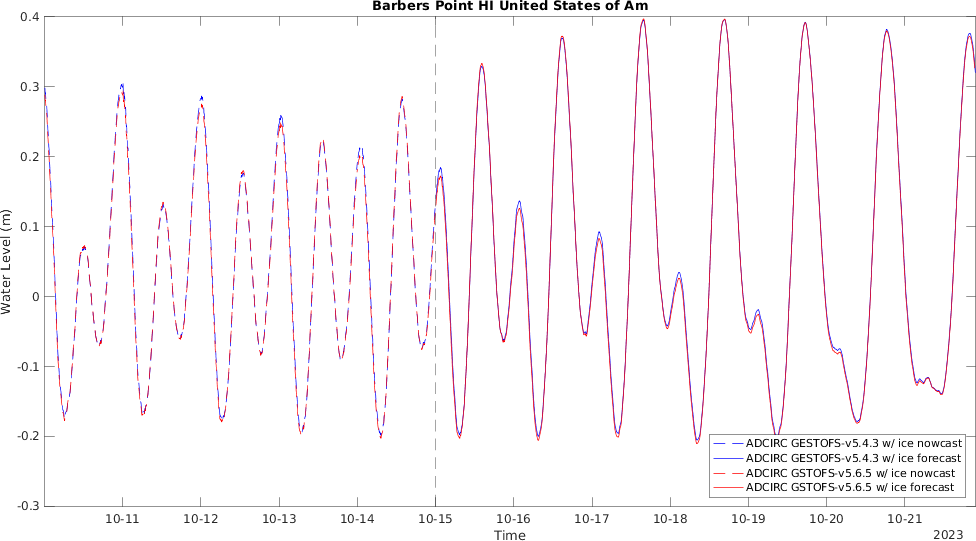 Barbers Point HI United States of Am
0.4
0.3
0.2
0.1
0
-0.1
-0.2
-0.3
Water Level (m)
10-11 10-12 10-13 10-14 10-15 10-16 10-17 10-18 10-19 10-20 10-21
Time
2023
ADCIRC GESTOFS-v5.4.3 w/ ice nowcast
ADCIRC GESTOFS-v5.4.3 w/ ice forecast
ADCIRC GSTOFS-v5.6.5 w/ ice nowcast
ADCIRC GSTOFS-v5.6.5 w/ ice forecast